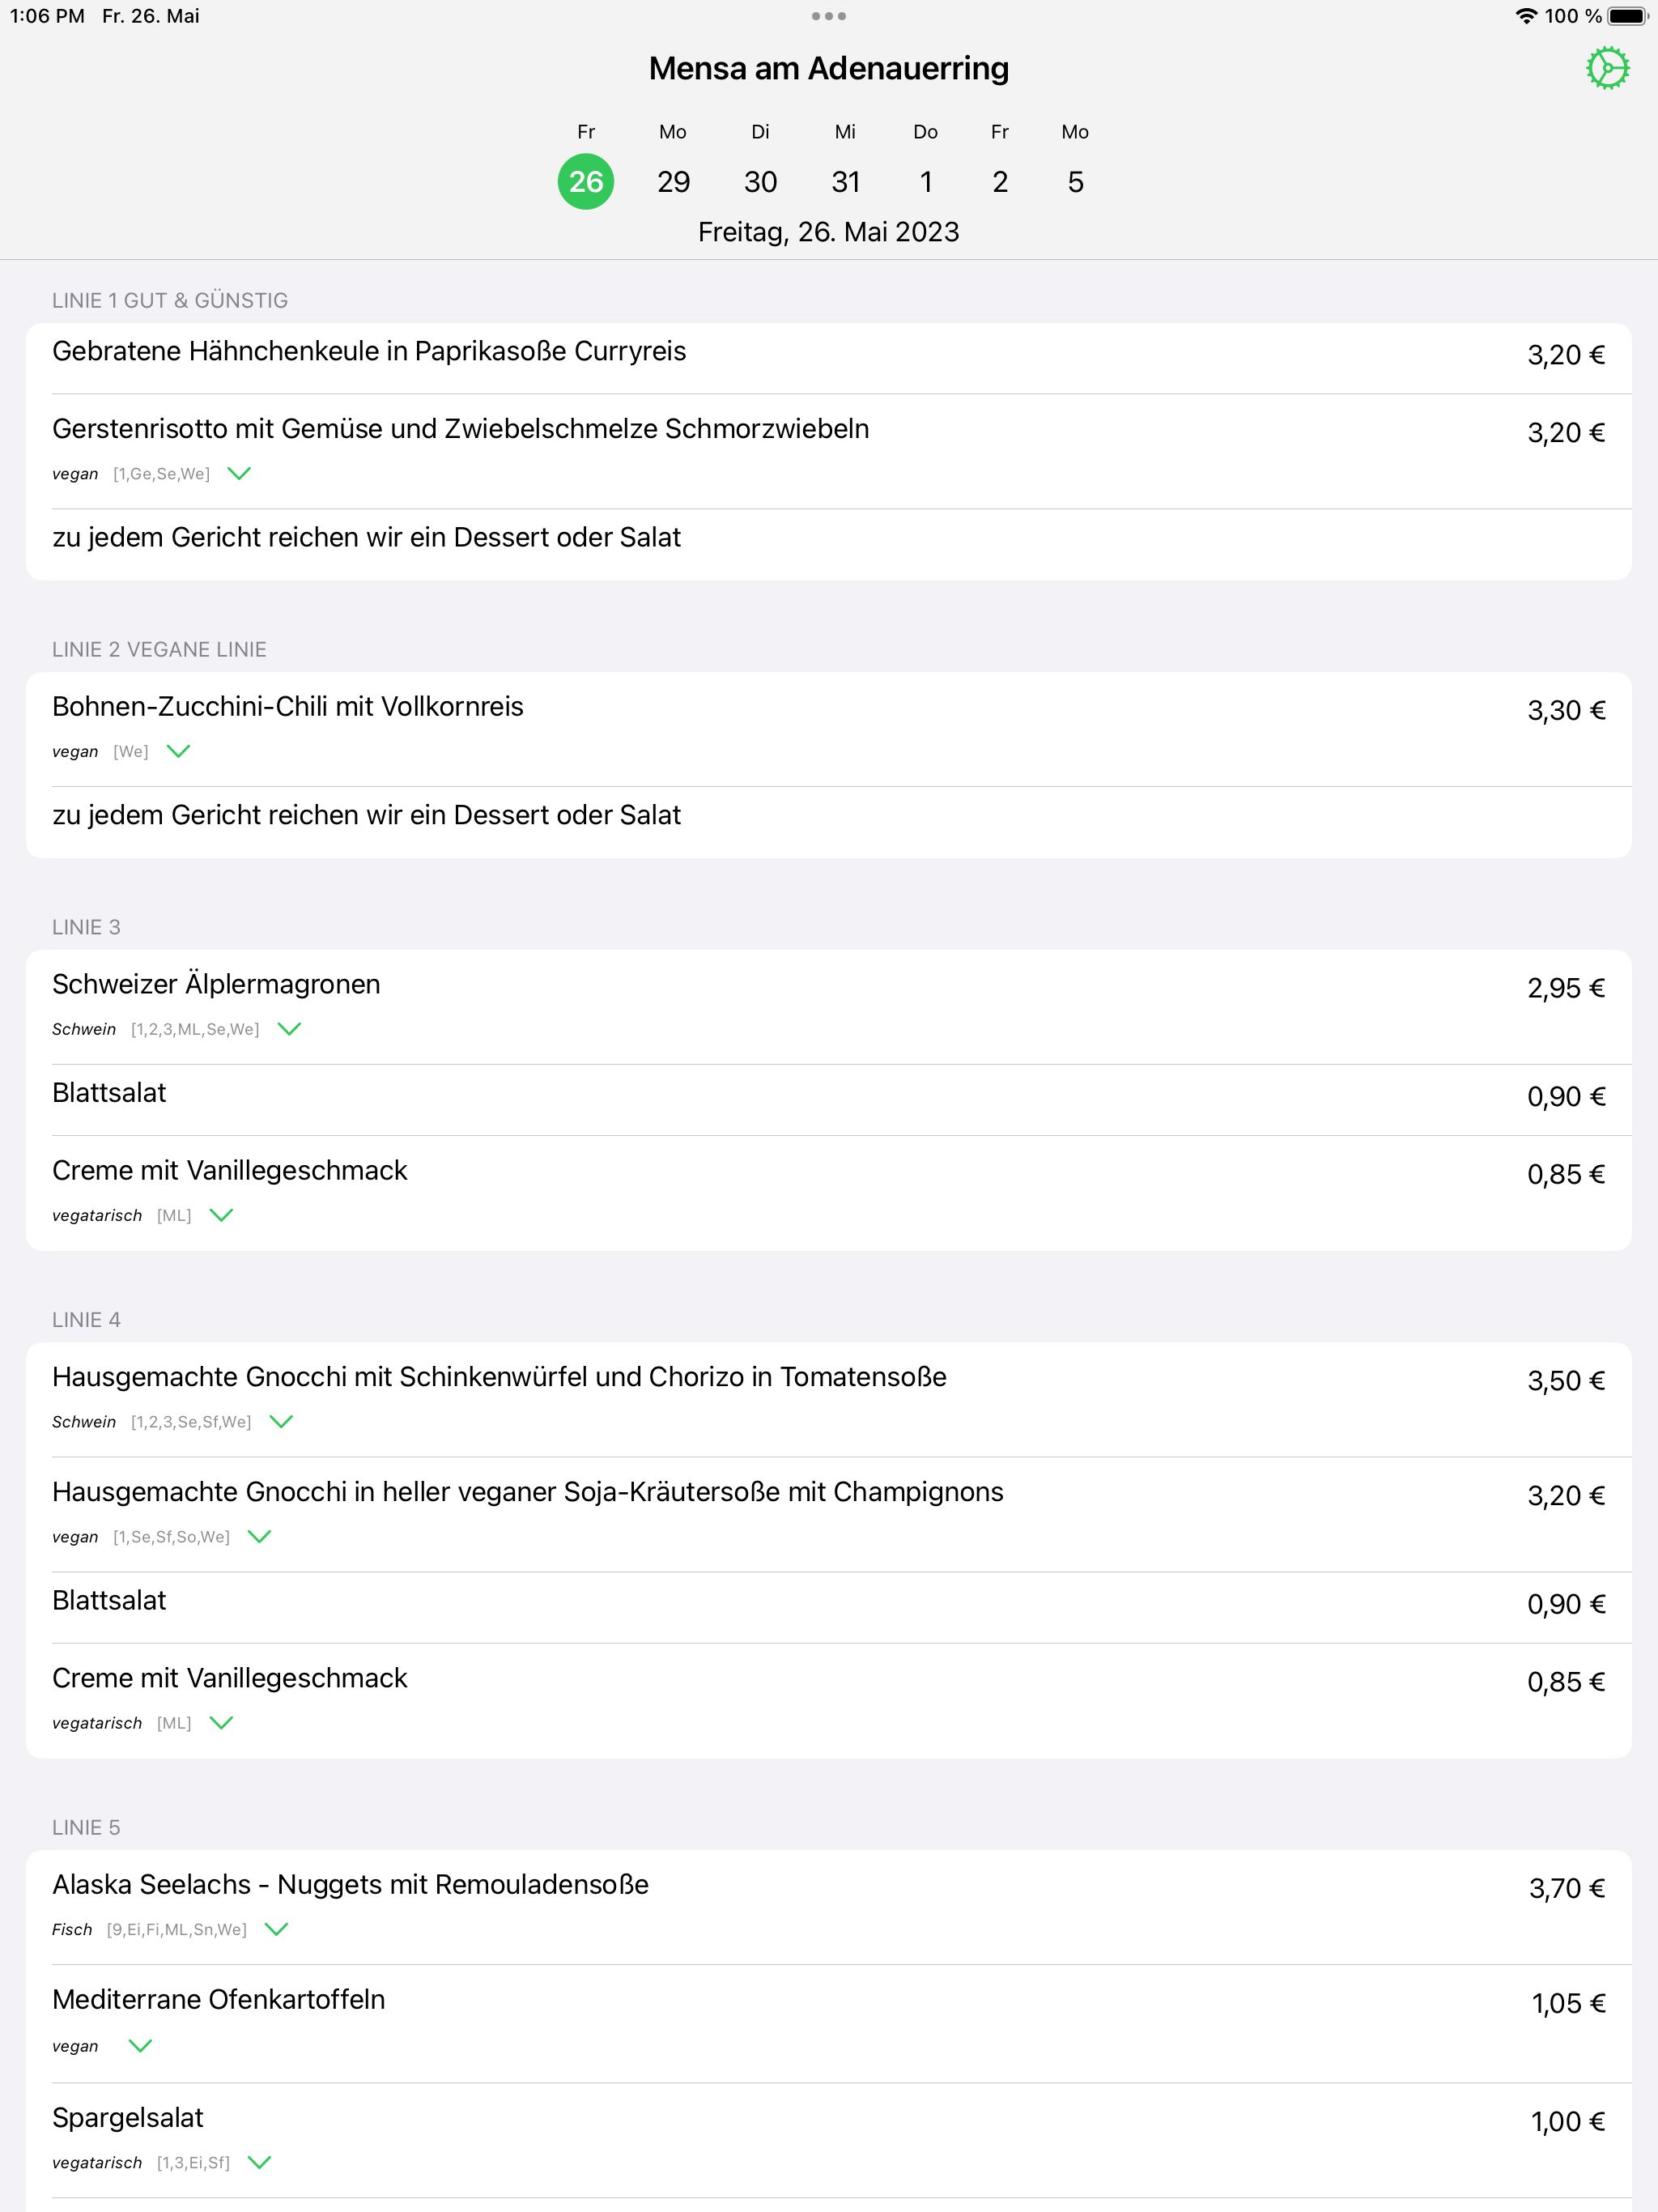 1:06 PM Fr. 26. Mai
100 %
Mensa am Adenauerring
Fr Mo Di Mi Do Fr Mo
26 29 30 31 1 2 5
Freitag, 26. Mai 2023
LINIE 1 GUT & GÜNSTIG
Gebratene Hähnchenkeule in Paprikasoße Curryreis 3,20 €
Gerstenrisotto mit Gemüse und Zwiebelschmelze Schmorzwiebeln 3,20 €
vegan [1,Ge,Se,We]
zu jedem Gericht reichen wir ein Dessert oder Salat
LINIE 2 VEGANE LINIE
Bohnen-Zucchini-Chili mit Vollkornreis 3,30 €
vegan [We]
zu jedem Gericht reichen wir ein Dessert oder Salat
LINIE 3
Schweizer Älplermagronen 2,95 €
Schwein [1,2,3,ML,Se,We]
Blattsalat 0,90 €
Creme mit Vanillegeschmack 0,85 €
vegatarisch [ML]
LINIE 4
Hausgemachte Gnocchi mit Schinkenwürfel und Chorizo in Tomatensoße 3,50 €
Schwein [1,2,3,Se,Sf,We]
Hausgemachte Gnocchi in heller veganer Soja-Kräutersoße mit Champignons 3,20 €
vegan [1,Se,Sf,So,We]
Blattsalat 0,90 €
Creme mit Vanillegeschmack 0,85 €
vegatarisch [ML]
LINIE 5
Alaska Seelachs - Nuggets mit Remouladensoße 3,70 €
Fisch [9,Ei,Fi,ML,Sn,We]
Mediterrane Ofenkartoffeln 1,05 €
vegan
Spargelsalat 1,00 €
vegatarisch [1,3,Ei,Sf]